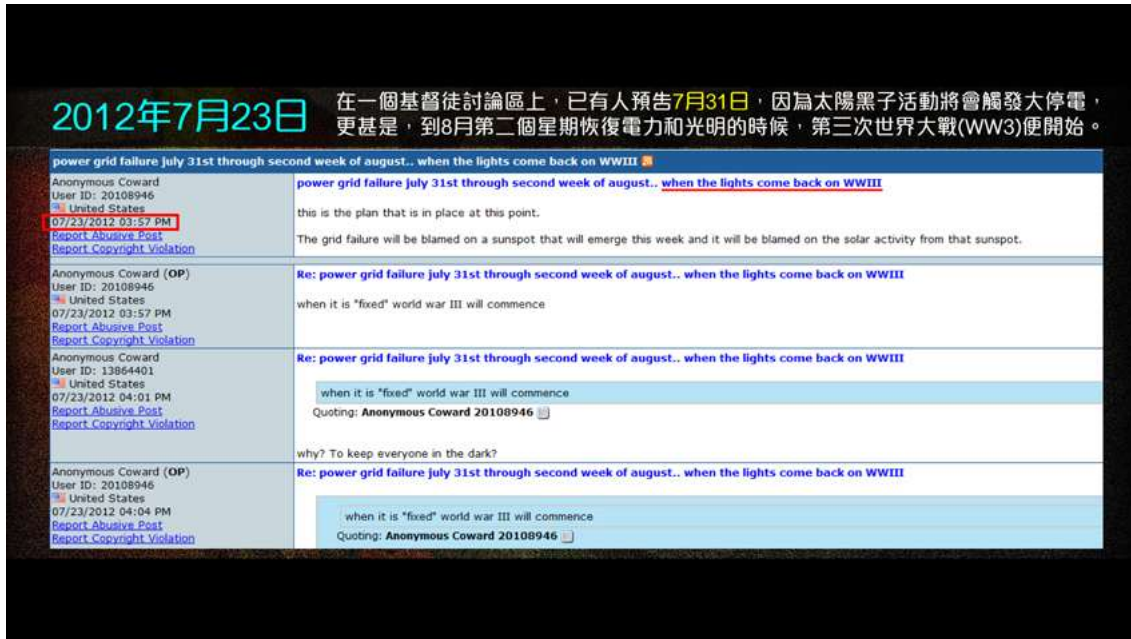 2012年7月23日
在一個基督徒討論區上，已有人預告7月31日，因為太陽黑子活動將會觸發大停電，
更甚是，到8月第二個星期恢復電力和光明的時候，第三次世界大戰(WW3)便開始。
power grid failure july 31st through second week of august.. when the lights come back on WWIII
Anonymous Coward
User ID: 20108946
United States
07/23/2012 03:57 PM
Report Abusive Post
Report Copyright Violation
power grid failure july 31st through second week of august.. when the lights come back on WWIII
this is the plan that is in place at this point.
The grid failure will be blamed on a sunspot that will emerge this week and it will be blamed on the solar activity from that sunspot.
Anonymous Coward (OP)
User ID: 20108946
United States
07/23/2012 03:57 PM
Report Abusive Post
Report Copyright Violation
Re: power grid failure july 31st through second week of august.. when the lights come back on WWIII
when it is "fixed" world war III will commence
Anonymous Coward
User ID: 13864401
United States
07/23/2012 04:01 PM
Report Abusive Post
Report Copyright Violation
Re: power grid failure july 31st through second week of august.. when the lights come back on WWIII
when it is "fixed" world war III will commence
Quoting: Anonymous Coward 20108946
why? To keep everyone in the dark?
Anonymous Coward (OP)
User ID: 20108946
United States
07/23/2012 04:04 PM
Report Abusive Post
Report Copyright Violation
Re: power grid failure july 31st through second week of august.. when the lights come back on WWIII
when it is "fixed" world war III will commence
Quoting: Anonymous Coward 20108946